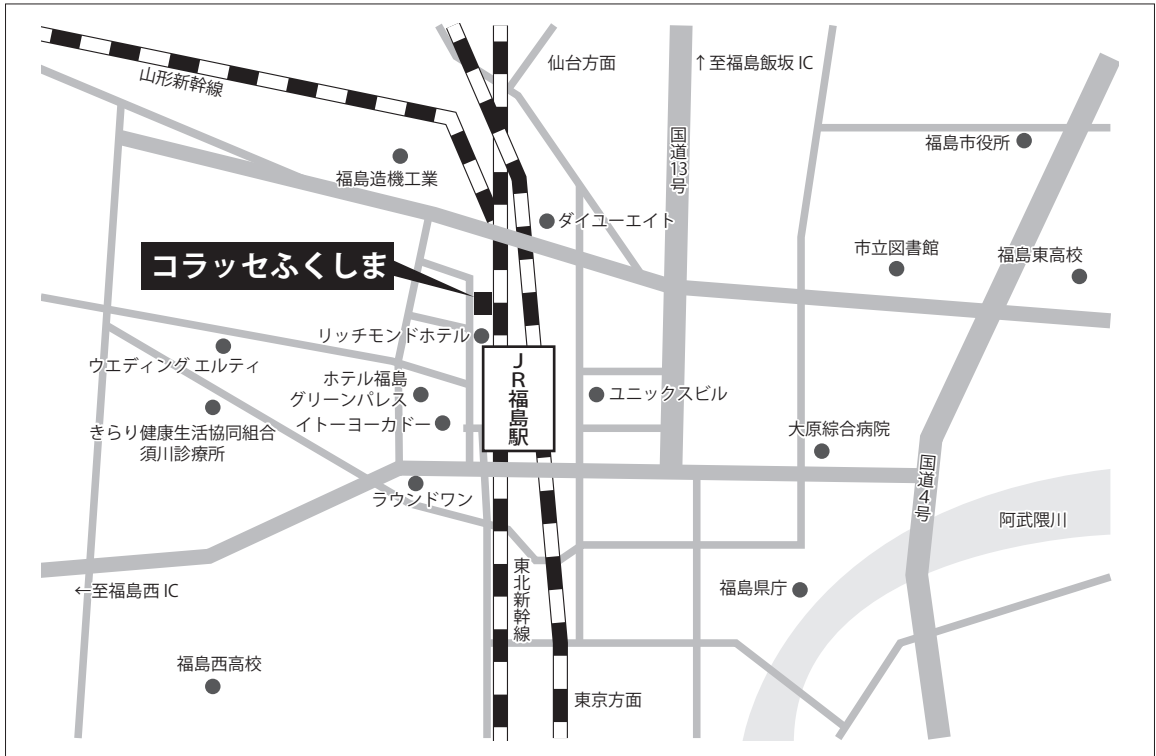 仙台方面
↑至福島飯坂 IC
山形新幹線
国道13号
福島市役所
福島造機工業
ダイユーエイト
市立図書館
福島東高校
コラッセふくしま
リッチモンドホテル
ウエディング エルティ
JR福島駅
ホテル福島
グリーンパレス
ユニックスビル
イトーヨーカドー
きらり健康生活協同組合
須川診療所
大原綜合病院
国道4号
ラウンドワン
阿武隈川
←至福島西 IC
東北新幹線
福島県庁
福島西高校
東京方面